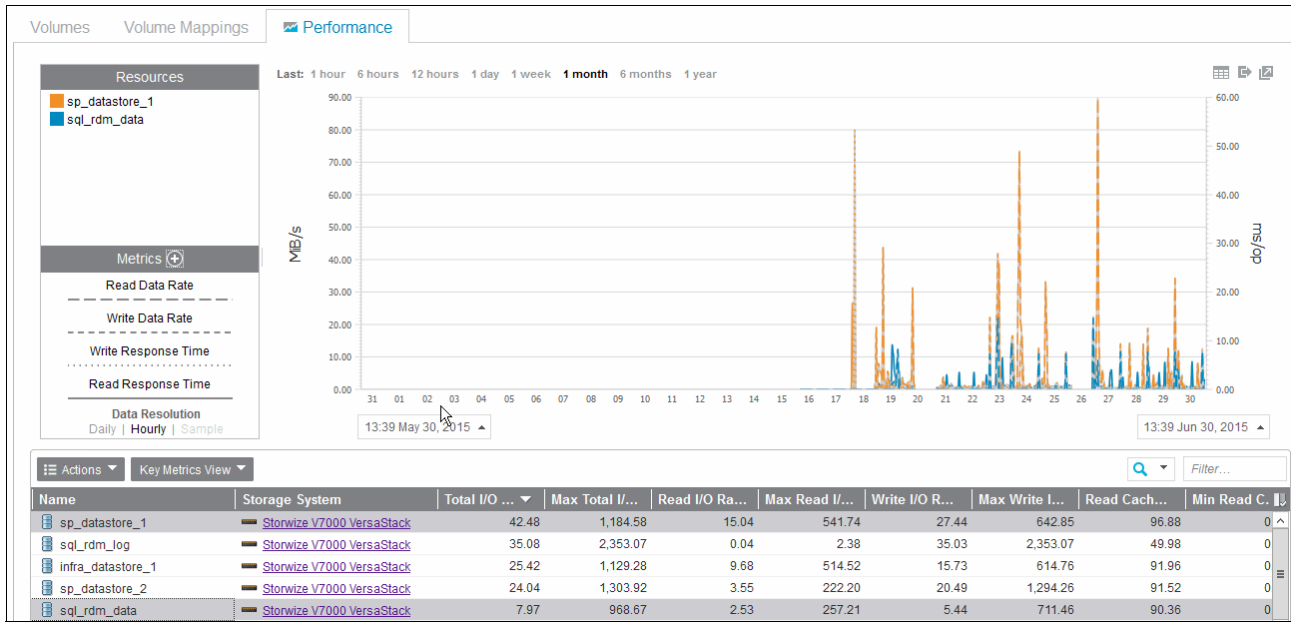 Volumes Volume Mappings Performance
Resources
sp_datastore_1
sql_rdm_data
Metrics
Read Data Rate
Write Data Rate
Write Response Time
Read Response Time
Data Resolution
Daily | Hourly | Sample
Last: 1 hour 6 hours 12 hours 1 day 1 week 1 month 6 months 1 year
90.00
80.00
70.00
60.00
50.00
40.00
30.00
20.00
10.00
0.00
MiB/s
60.00
50.00
40.00
30.00
20.00
10.00
0.00
ms/op
31 01 02 03 04 05 06 07 08 09 10 11 12 13 14 15 16 17 18 19 20 21 22 23 24 25 26 27 28 29 30
13:39 May 30, 2015 13:39 Jun 30, 2015
Actions Key Metrics View Filter...
Name Storage System Total I/O ... Max Total I/... Read I/O Ra... Max Read I/... Write I/O R... Max Write I... Read Cach... Min Read C.
sp_datastore_1 Storwize V7000 VersaStack 42.48 1,184.58 15.04 541.74 27.44 642.85 96.88 0
sql_rdm_log Storwize V7000 VersaStack 35.08 2,353.07 0.04 2.38 35.03 2,353.07 49.98 0
infra_datastore_1 Storwize V7000 VersaStack 25.42 1,129.28 9.68 514.52 15.73 614.76 91.96 0
sp_datastore_2 Storwize V7000 VersaStack 24.04 1,303.92 3.55 222.20 20.49 1,294.26 91.52 0
sql_rdm_data Storwize V7000 VersaStack 7.97 968.67 2.53 257.21 5.44 711.46 90.36 0